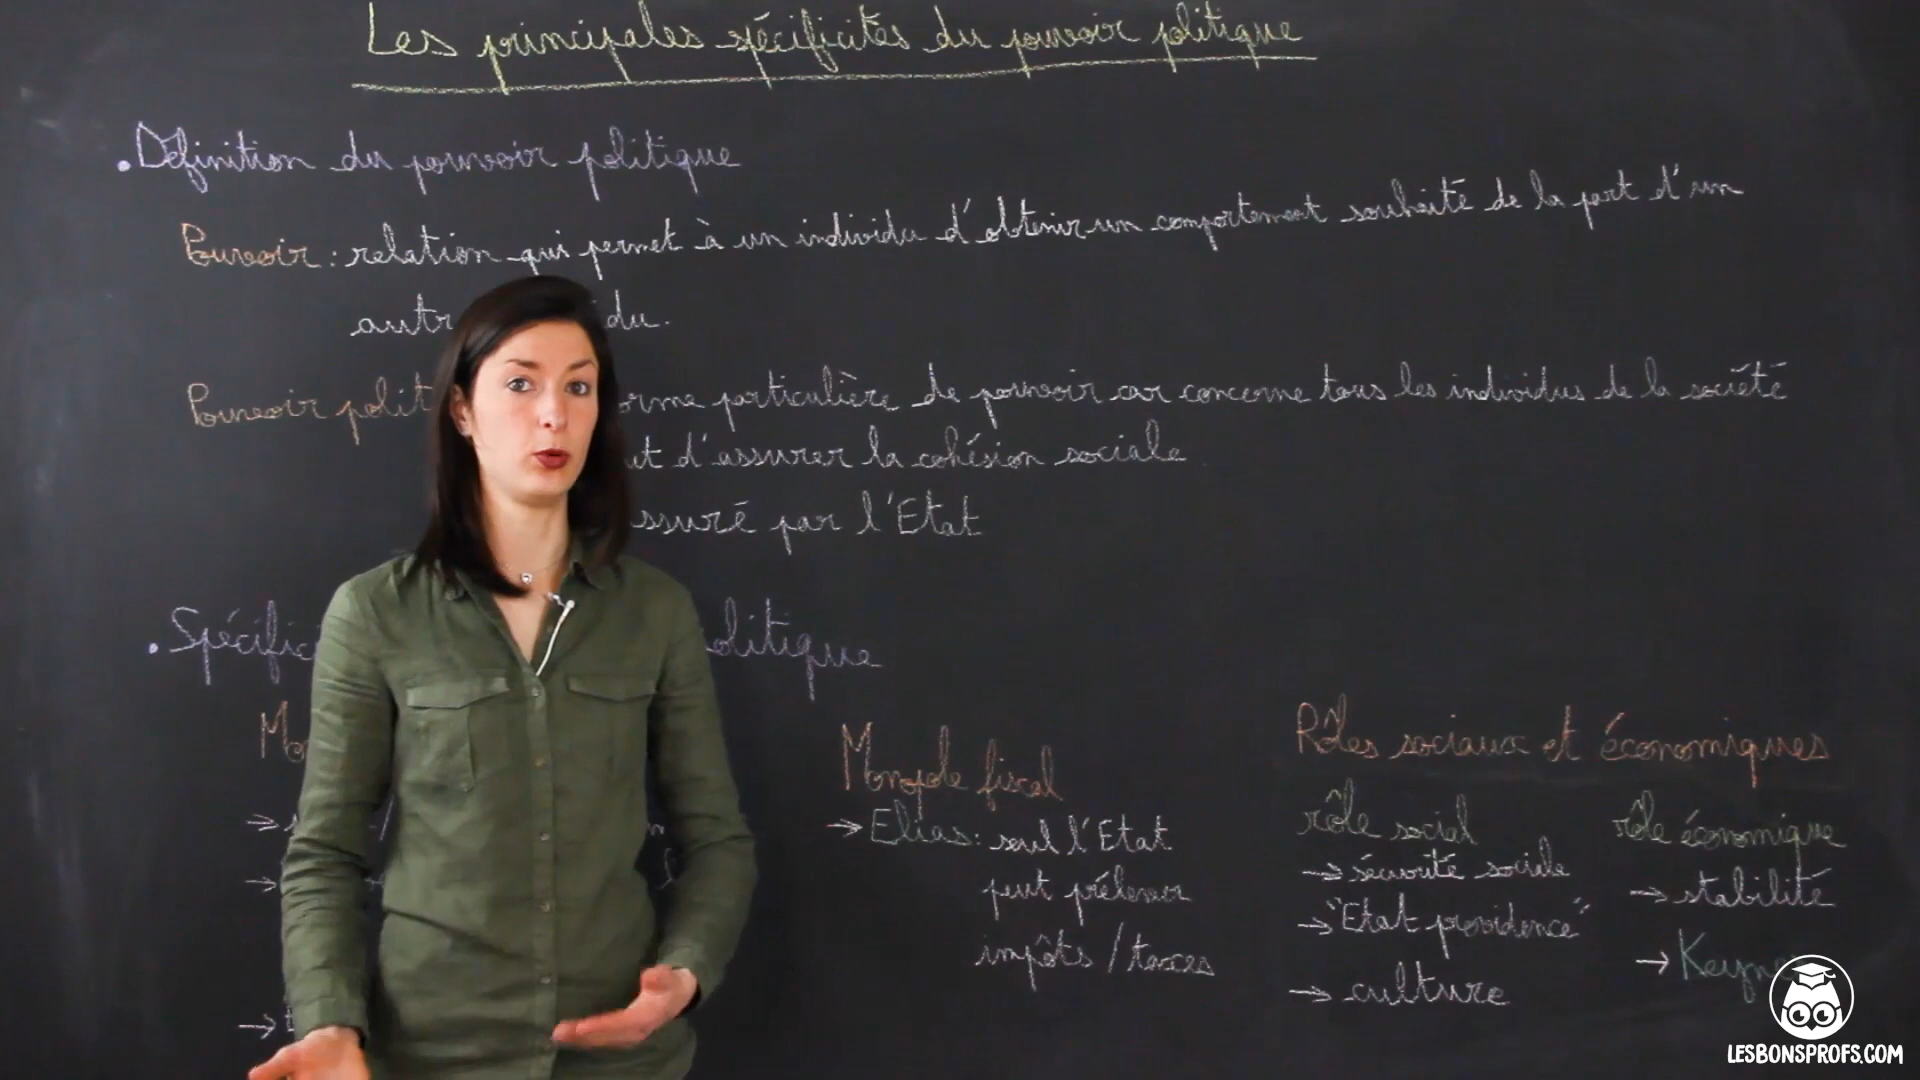 Les principales spécificités du pouvoir politique
• Définition du pouvoir politique
Pouvoir : relation qui permet à un individu d'obtenir un comportement souhaité de la part d'un
autr du.
Pouvoir polit orme particulière de pouvoir car concerne tous les individus de la société
ut d'assurer la cohésion sociale
ssuré par l'Etat
• Spécific olitique
Mo
Monopole fiscal
→ Elias : seul l'Etat
peut prélever
impôts / taxes
Rôles sociaux et économiques
rôle social
→ sécurité sociale
→ "Etat providence"
→ culture
rôle économique
→ stabilité
→ Keyn
LESBONSPROFS.COM